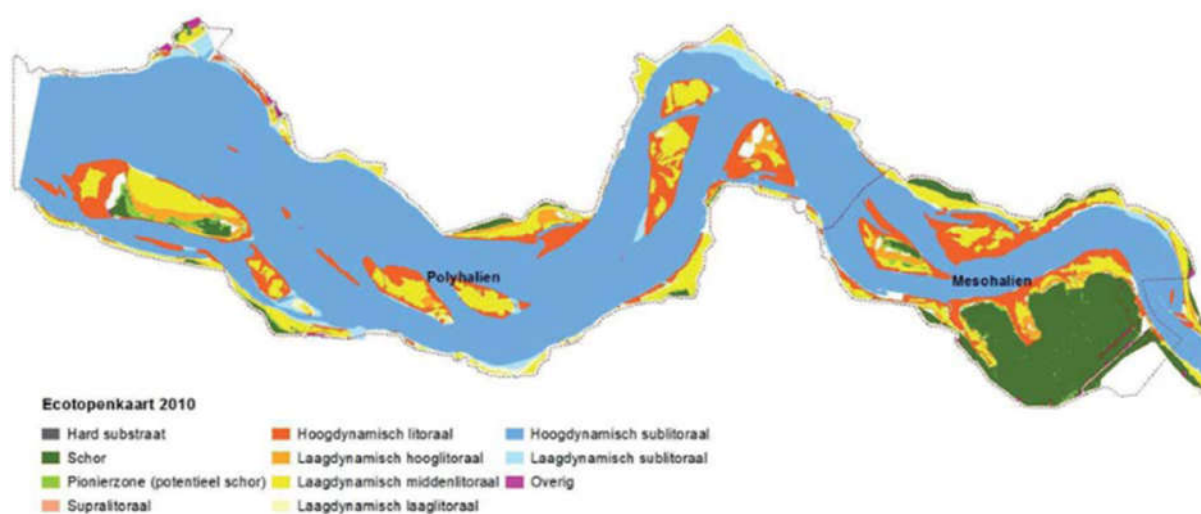 Polyhalien
Mesohalien
Ecotopenkaart 2010
Hard substraat
Schor
Pionierzone (potentieel schor)
Supralitoraal
Hoogdynamisch litoraal
Laagdynamisch hooglitoraal
Laagdynamisch middenlitoraal
Laagdynamisch laaglitoraal
Hoogdynamisch sublitoraal
Laagdynamisch sublitoraal
Overig